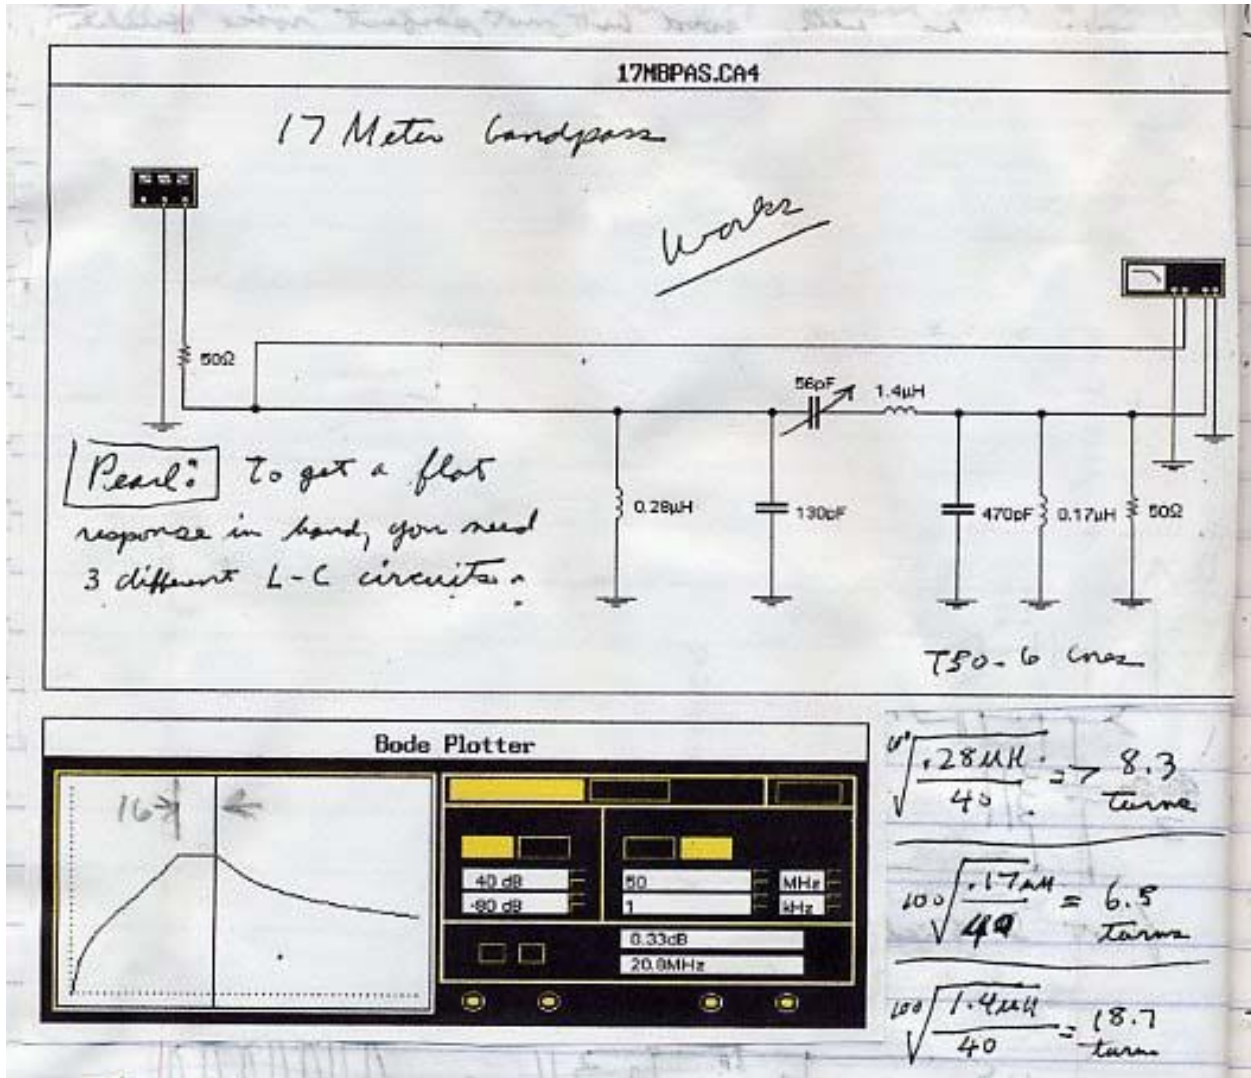 17MBPAS.CA4
17 Meter bandpass
Works
50Ω
56pF
1.4µH
0.28µH
130pF
470pF
0.17µH
50Ω
Pearl: To get a flat
response in band, you need
3 different L-C circuits.
T50-6 Cores
Bode Plotter
16
40 dB
-80 dB
50
MHz
1
kHz
0.33dB
20.8MHz
100 √ .28µH / 40 => 8.3
turns
100 √ .17µH / 40 = 6.5
turns
100 √ 1.4µH / 40 = 18.7
turns